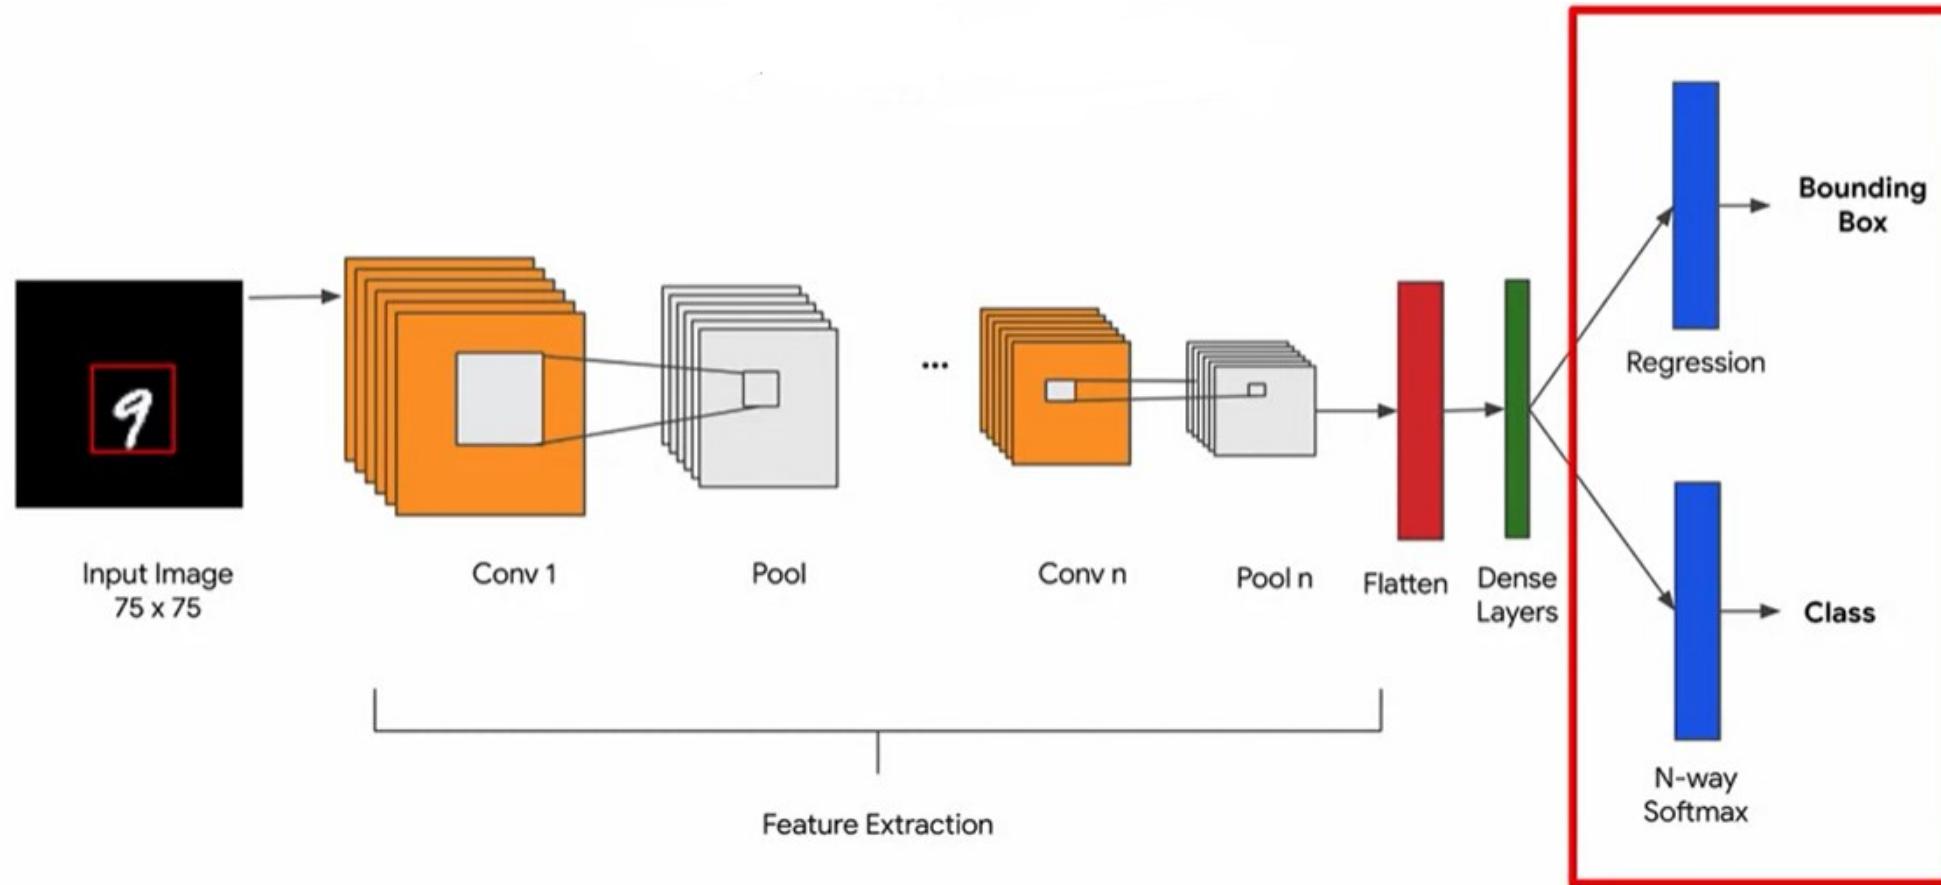 9
Input Image
75 x 75
Conv 1
Pool
...
Conv n
Pool n
Flatten
Dense
Layers
Regression
Bounding
Box
N-way
Softmax
Class
Feature Extraction